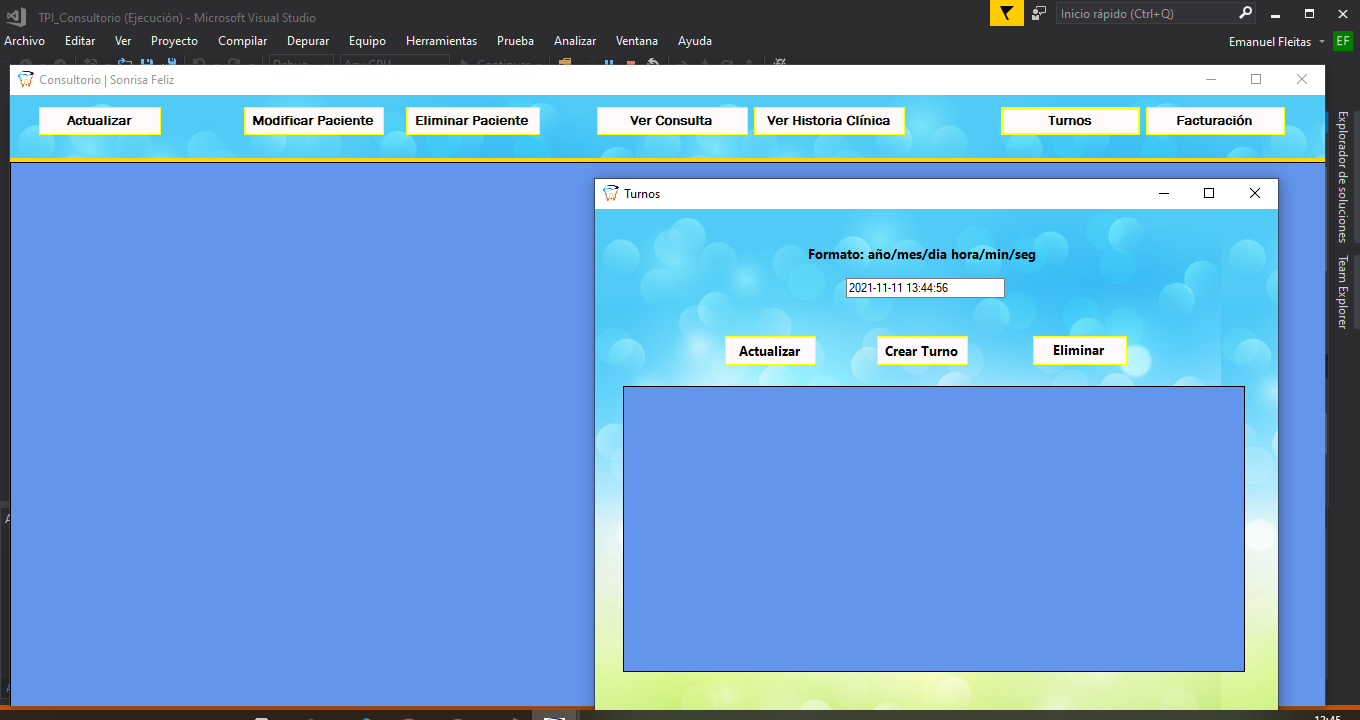 TPI_Consultorio (Ejecución) - Microsoft Visual Studio
Inicio rápido (Ctrl+Q)
Archivo Editar Ver Proyecto Compilar Depurar Equipo Herramientas Prueba Analizar Ventana Ayuda
Emanuel Fleitas EF
Consultorio | Sonrisa Feliz
Actualizar Modificar Paciente Eliminar Paciente Ver Consulta Ver Historia Clínica Turnos Facturación
Explorador de soluciones
Team Explorer
Turnos
Formato: año/mes/dia hora/min/seg
2021-11-11 13:44:56
Actualizar Crear Turno Eliminar